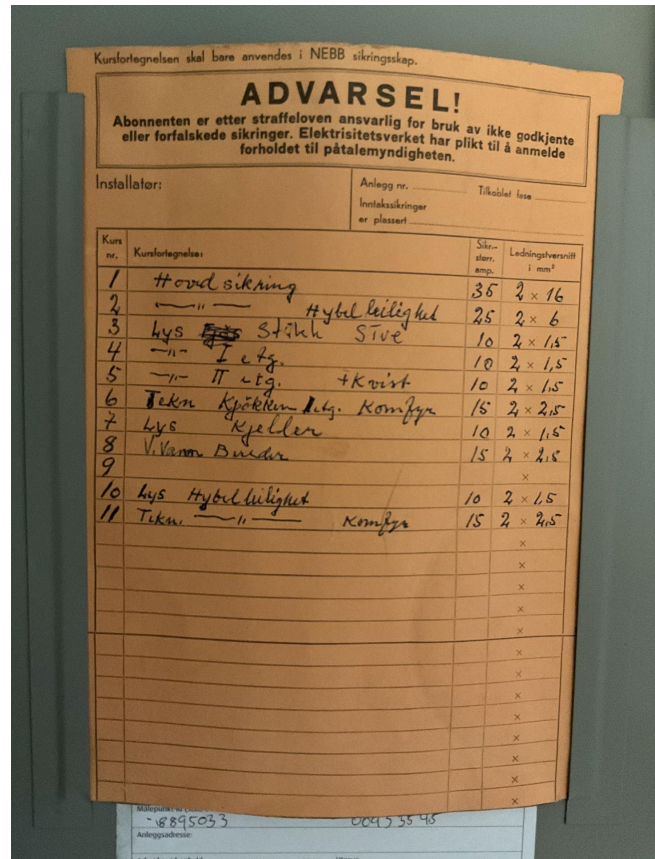 Kursfortegnelsen skal bare anvendes i NEBB sikringsskap.
ADVARSEL!
Abonnenten er etter straffeloven ansvarlig for bruk av ikke godkjente
eller forfalskede sikringer. Elektrisitetsverket har plikt til å anmelde
forholdet til påtalemyndigheten.
Installatør:
Anlegg nr. Tilkoblet fase
Inntakssikringer
er plassert
Kurs nr. Kursfortegnelse: Sikr.-størr. amp. Ledningstverrsnitt i mm²
1 Hovedsikring 35 2 × 16
2 —"— Hybelleilighet 25 2 × 6
3 Lys Stikk Stue 10 2 × 1,5
4 —"— I etg. 10 2 × 1,5
5 —"— II etg. + Kvist 10 2 × 1,5
6 Tekn Kjøkken 1 etg. Komfyr 15 2 × 2,5
7 Lys Kjeller 10 2 × 1,5
8 V.Vann 15 2 × 2,5
9 ×
10 Lys Hybelleilighet 10 2 × 1,5
11 Tekn. —"— Komfyr 15 2 × 2,5
×
×
×
×
×
×
×
×
×
×
×
×
×
8895033
Anleggsadresse: